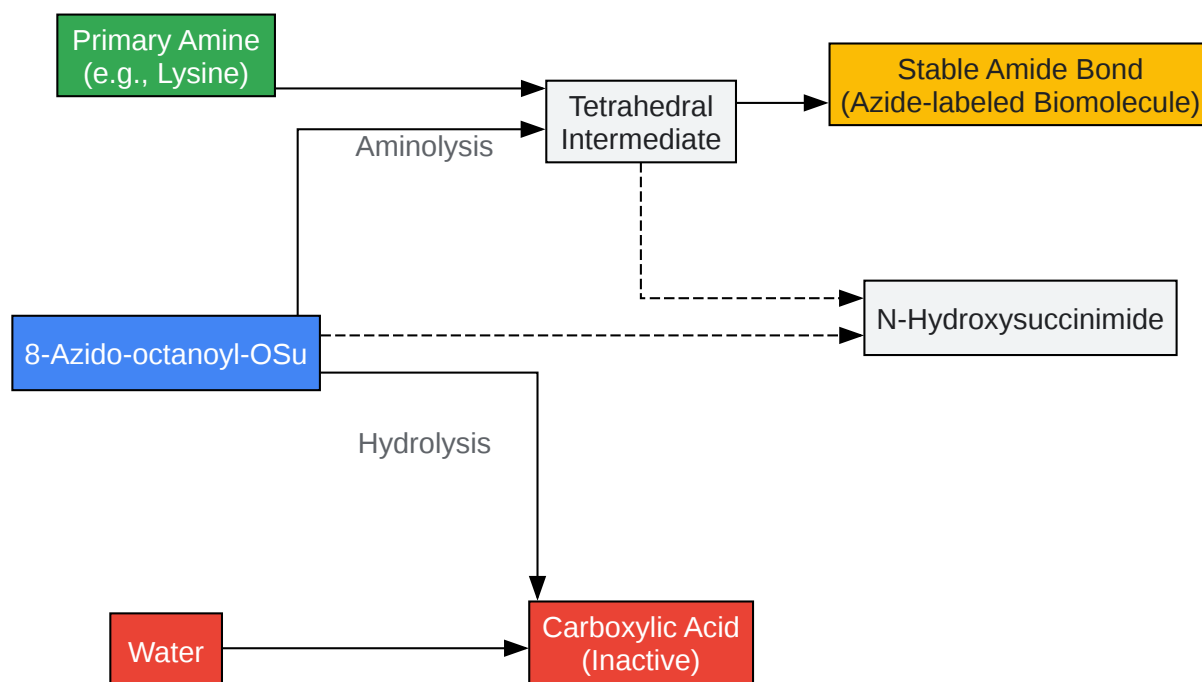 Primary Amine
(e.g., Lysine)
Stable Amide Bond
(Azide-labeled Biomolecule)
Tetrahedral
Intermediate
Aminolysis
N-Hydroxysuccinimide
8-Azido-octanoyl-OSu
Hydrolysis
Water
Carboxylic Acid
(Inactive)